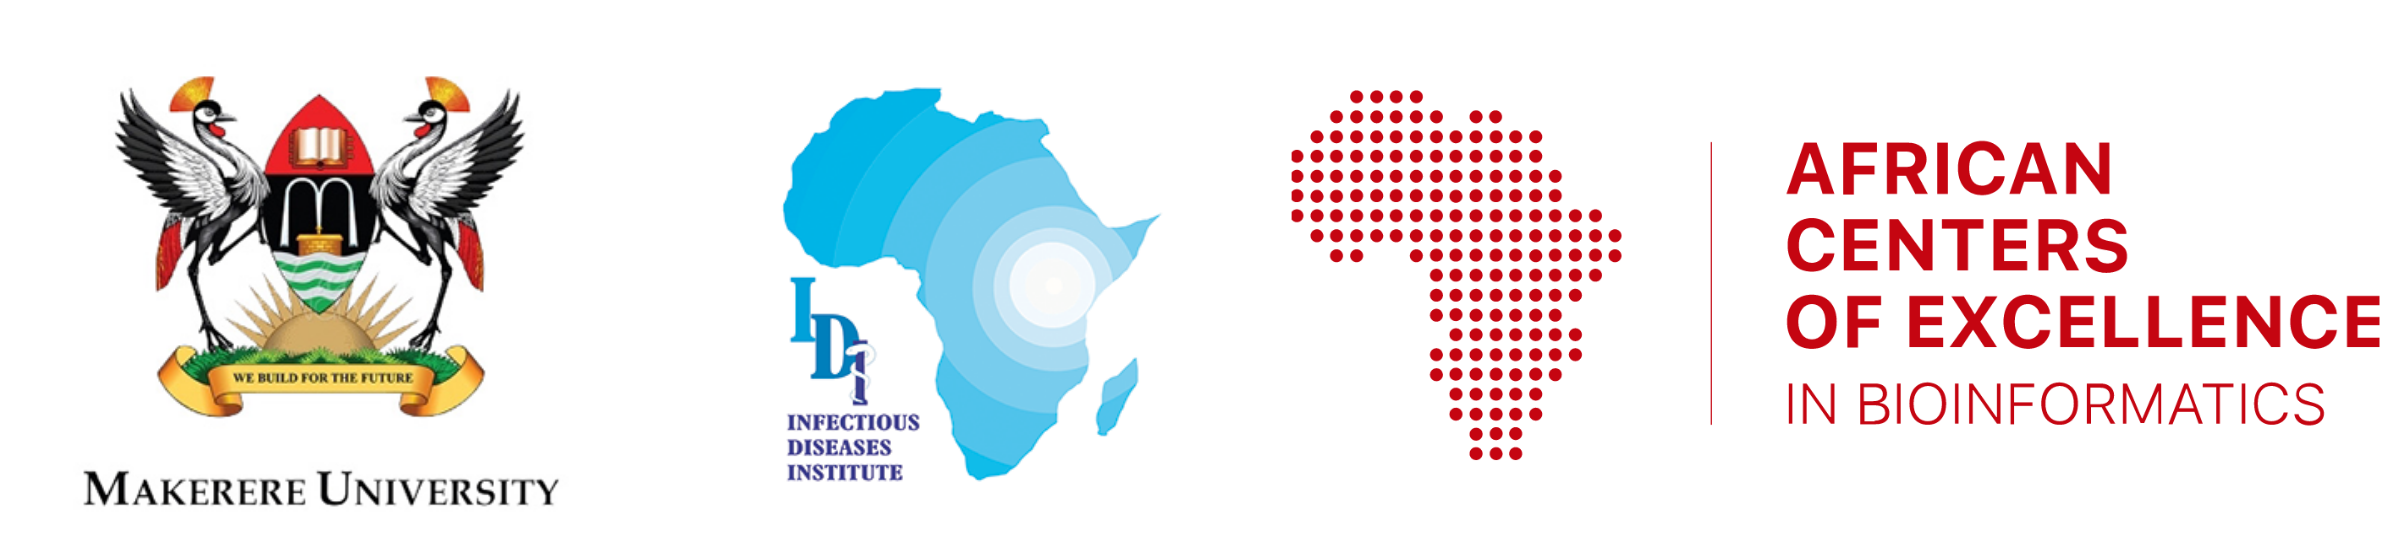 WE BUILD FOR THE FUTURE
MAKERERE UNIVERSITY
IDI
INFECTIOUS
DISEASES
INSTITUTE
AFRICAN
CENTERS
OF EXCELLENCE
IN BIOINFORMATICS